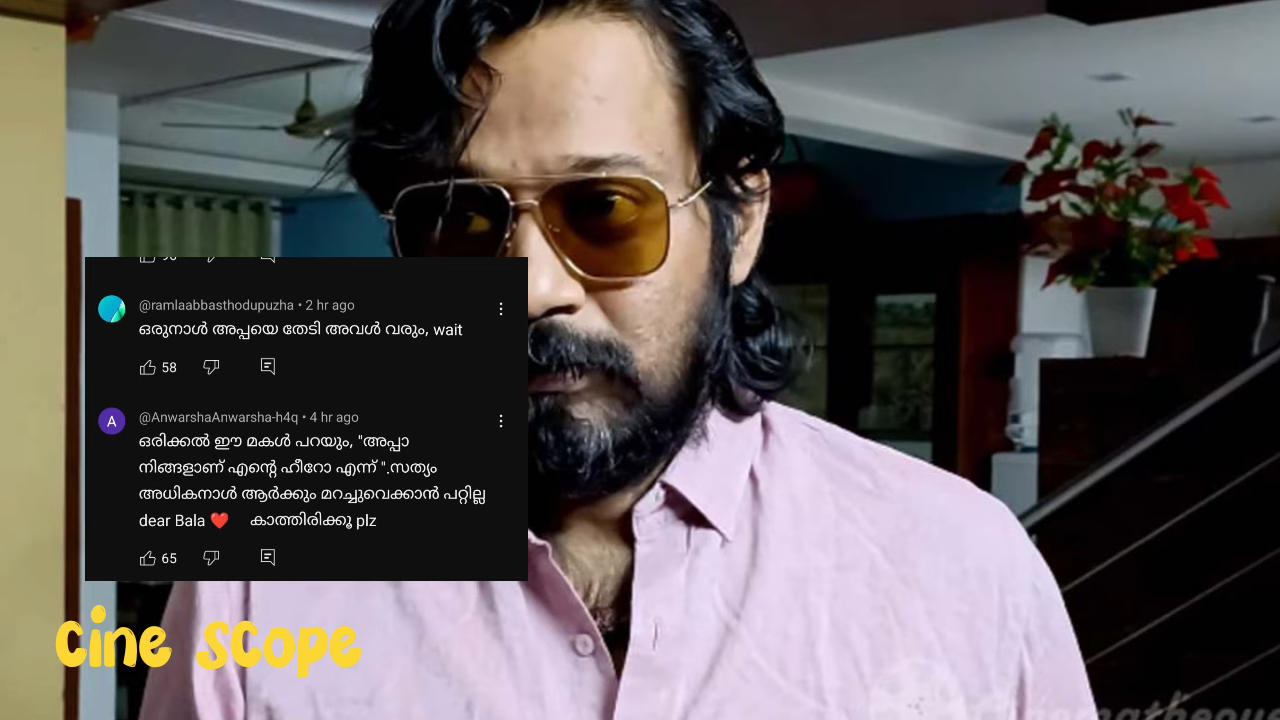 @ramlaabbasthodupuzha • 2 hr ago
ഒരുനാൾ അപ്പയെ തേടി അവൾ വരും, wait
58
@AnwarshaAnwarsha-h4q • 4 hr ago
A
ഒരിക്കൽ ഈ മകൾ പറയും, "അപ്പാ
നിങ്ങളാണ് എന്റെ ഹീറോ എന്ന് ".സത്യം
അധികനാൾ ആർക്കും മറച്ചുവെക്കാൻ പറ്റില്ല
dear Bala ❤️ കാത്തിരിക്കൂ plz
65
cine scope